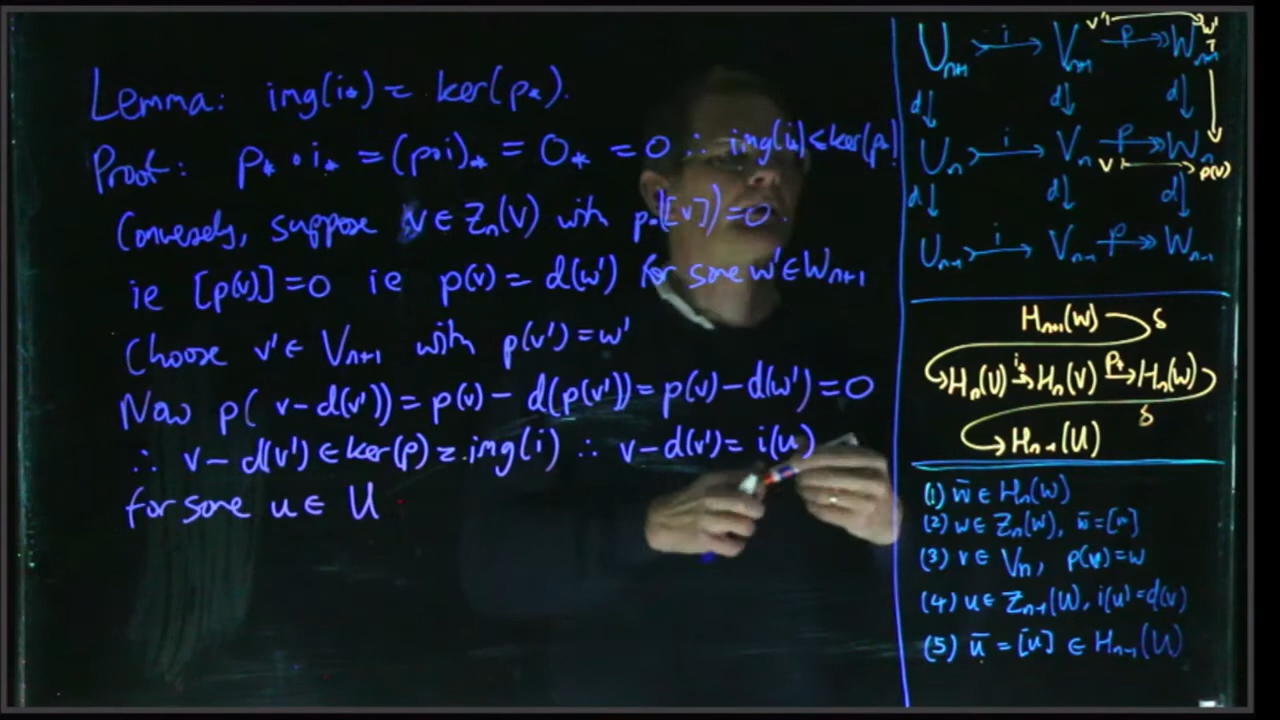 Lemma: img(i*) = ker(p*).
Proof: p* ∘ i* = (p∘i)* = 0* = 0 ∴ img(i*) ≤ ker(p*)
Conversely, suppose v ∈ Zn(V) with p*([v]) = 0.
ie [p(v)] = 0 ie p(v) = d(w') for some w' ∈ Wn+1
Choose v' ∈ Vn+1 with p(v') = w'
Now p( v-d(v')) = p(v) - d(p(v')) = p(v) - d(w') = 0
∴ v - d(v') ∈ ker(p) = img(i) ∴ v-d(v') = i(u)
for some u ∈ U
v' w'
Un+1 i Vn+1 p Wn+1
d d d
Un i Vn p Wn
v p(v)
d d d
Un-1 i Vn-1 p Wn-1
Hn+1(W) δ
Hn(U) i* Hn(V) p* Hn(W)
δ
Hn-1(U)
(1) w̄ ∈ Hn(W)
(2) w ∈ Zn(W), w̄ = [w]
(3) v ∈ Vn, p(v) = w
(4) u ∈ Zn-1(U), i(u) = d(v)
(5) ū = [u] ∈ Hn-1(U)